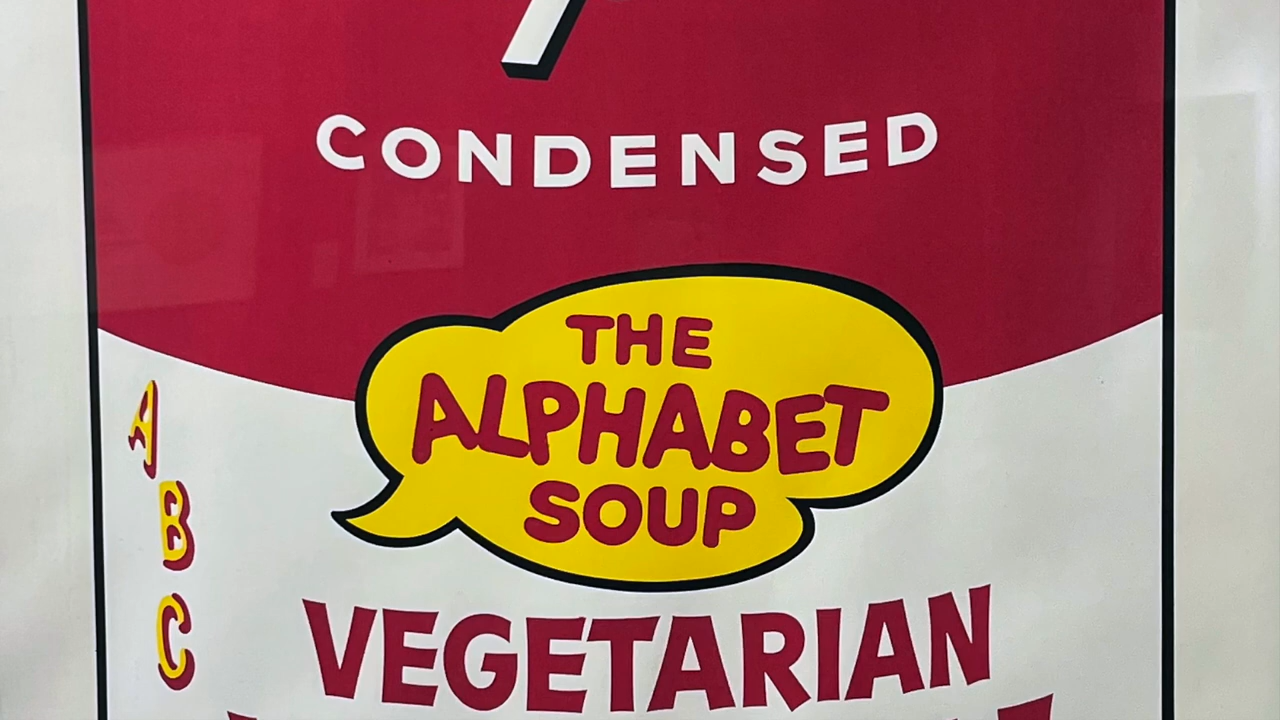 CONDENSED
THE
ALPHABET
SOUP
A
B
C
VEGETARIAN